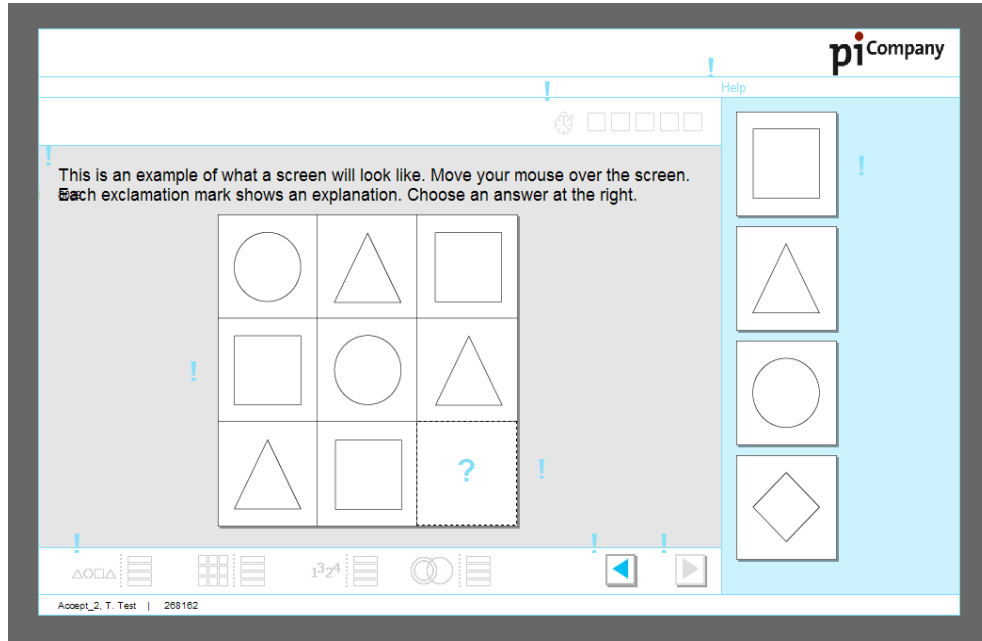 pi Company
!
Help
!
!
This is an example of what a screen will look like. Move your mouse over the screen.
Each exclamation mark shows an explanation. Choose an answer at the right.
!
!
?
!
!
!
!
1324
Accept_2, T. Test | 268162